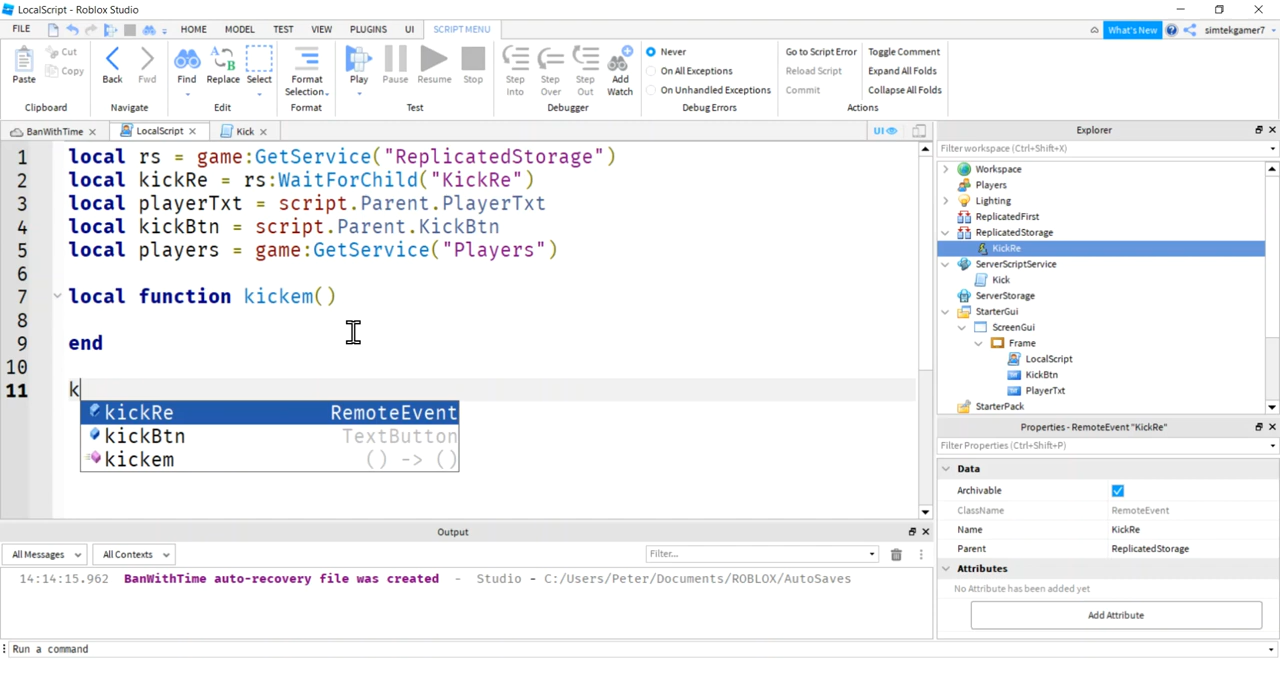 LocalScript - Roblox Studio
FILE HOME MODEL TEST VIEW PLUGINS UI SCRIPT MENU What's New simtekgamer7
Paste Cut Copy Back Fwd Find Replace Select Format Selection Play Pause Resume Stop Step Into Step Over Step Out Add Watch Never On All Exceptions On Unhandled Exceptions Go to Script Error Reload Script Commit Toggle Comment Expand All Folds Collapse All Folds
Clipboard Navigate Edit Format Test Debugger Debug Errors Actions
BanWithTime LocalScript Kick UI
1 local rs = game:GetService("ReplicatedStorage")
2 local kickRe = rs:WaitForChild("KickRe")
3 local playerTxt = script.Parent.PlayerTxt
4 local kickBtn = script.Parent.KickBtn
5 local players = game:GetService("Players")
6
7 local function kickem()
8
9 end
10
11 k
kickRe RemoteEvent
kickBtn TextButton
kickem () -> ()
Output
All Messages All Contexts Filter...
14:14:15.962 BanWithTime auto-recovery file was created - Studio - C:/Users/Peter/Documents/ROBLOX/AutoSaves
Run a command
Explorer
Filter workspace (Ctrl+Shift+X)
Workspace
Players
Lighting
ReplicatedFirst
ReplicatedStorage
KickRe
ServerScriptService
Kick
ServerStorage
StarterGui
ScreenGui
Frame
LocalScript
KickBtn
PlayerTxt
StarterPack
Properties - RemoteEvent "KickRe"
Filter Properties (Ctrl+Shift+P)
Data
Archivable
ClassName RemoteEvent
Name KickRe
Parent ReplicatedStorage
Attributes
No Attribute has been added yet
Add Attribute